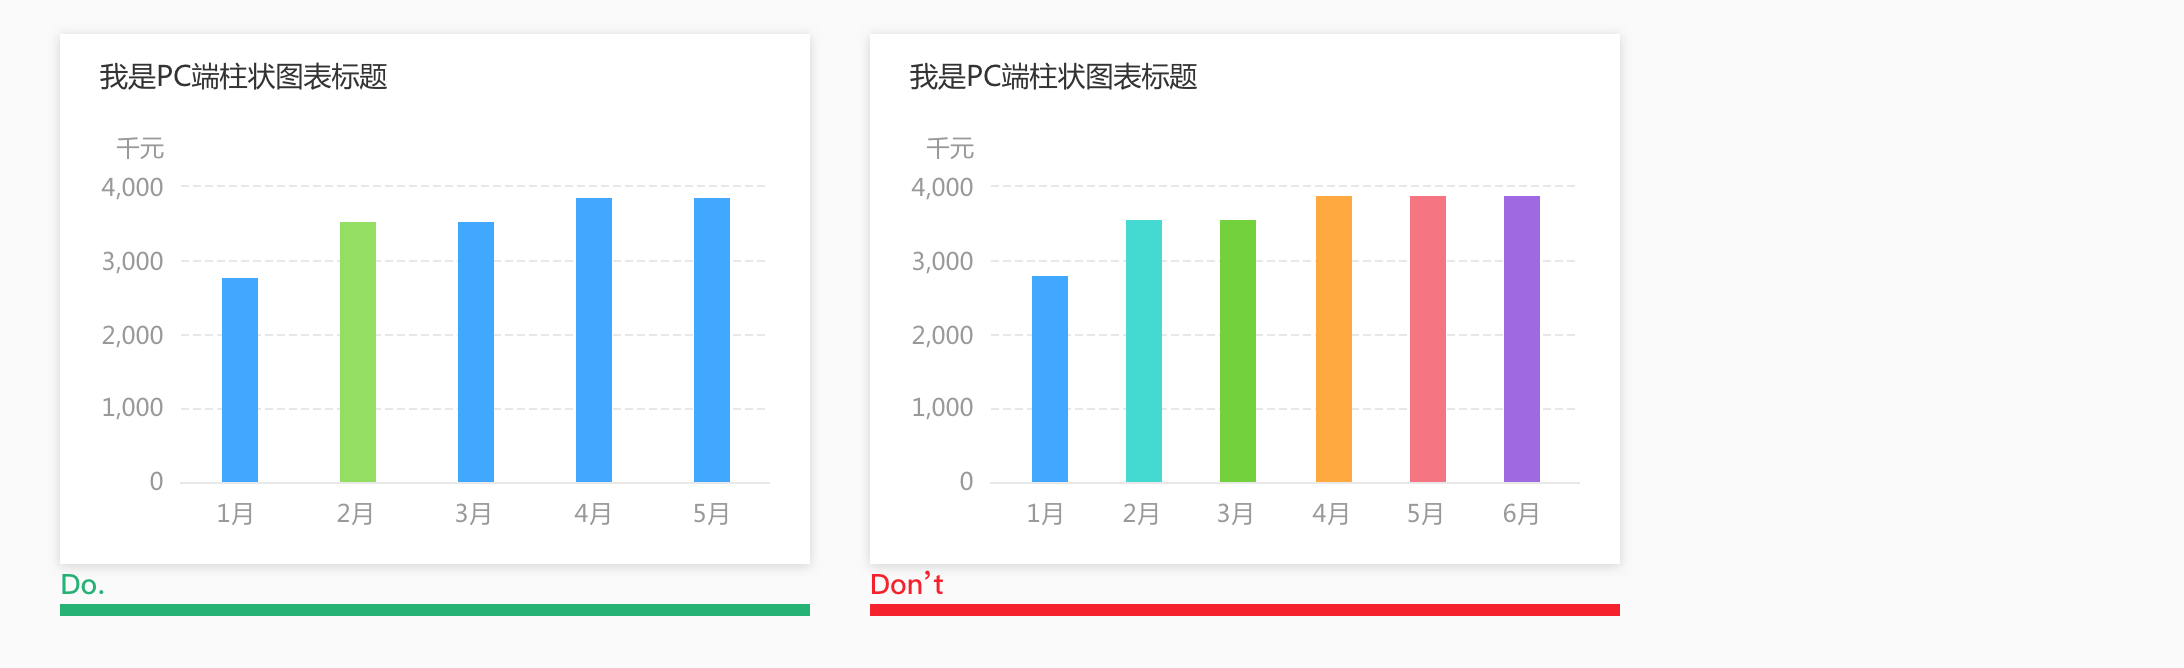 我是PC端柱状图表标题
千元
4,000
3,000
2,000
1,000
0
1月 2月 3月 4月 5月
Do.
我是PC端柱状图表标题
千元
4,000
3,000
2,000
1,000
0
1月 2月 3月 4月 5月 6月
Don’t